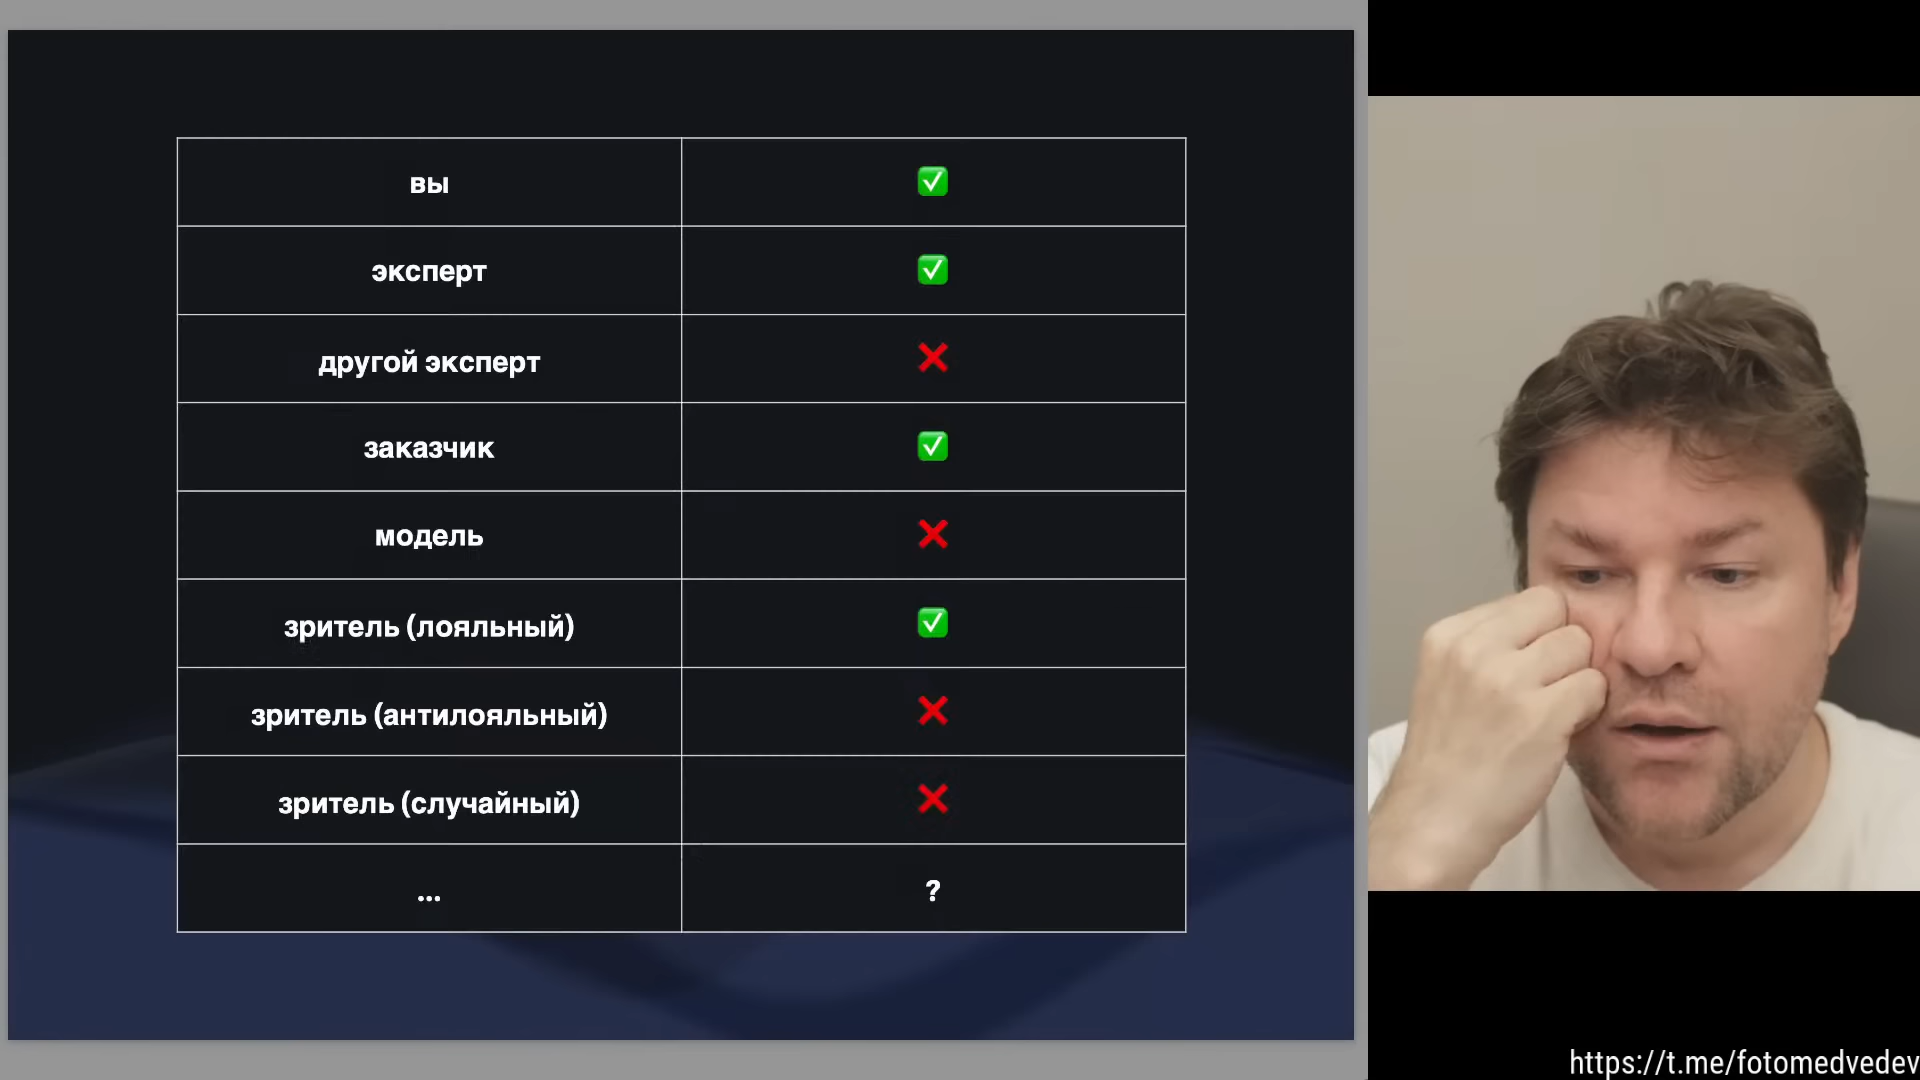 вы
эксперт
другой эксперт
заказчик
модель
зритель (лояльный)
зритель (антилояльный)
зритель (случайный)
... ?
https://t.me/fotomedvedev